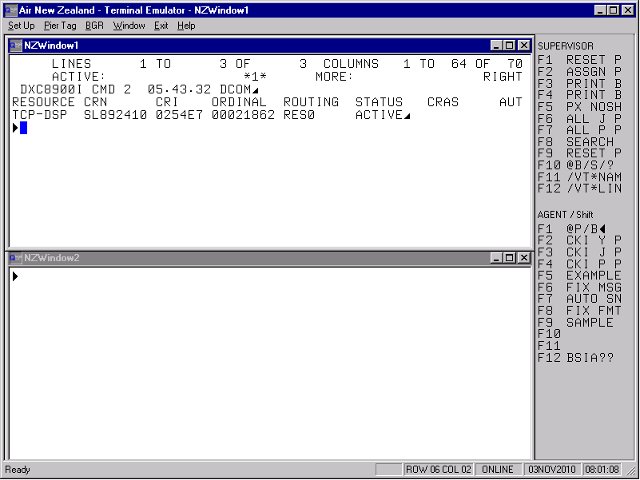 Air New Zealand - Terminal Emulator - NZWindow1
Set Up Pier Tag BGR Window Exit Help
NZWindow1
LINES 1 TO 3 OF 3 COLUMNS 1 TO 64 OF 70
ACTIVE: *1* MORE: RIGHT
DXC8900I CMD 2 05.43.32 DCOM
RESOURCE CRN CRI ORDINAL ROUTING STATUS CRAS AUT
TCP-DSP SL892410 0254E7 00021862 RES0 ACTIVE
NZWindow2
SUPERVISOR
F1 RESET P
F2 ASSGN P
F3 PRINT B
F4 PRINT B
F5 PX NOSH
F6 ALL J P
F7 ALL P P
F8 SEARCH
F9 RESET P
F10 @B/S/?
F11 /VT*NAM
F12 /VT*LIN
AGENT / Shift
F1 @P/B
F2 CKI Y P
F3 CKI J P
F4 CKI P P
F5 EXAMPLE
F6 FIX MSG
F7 AUTO SN
F8 FIX FMT
F9 SAMPLE
F10
F11
F12 BSIA??
Ready ROW 06 COL 02 ONLINE 03NOV2010 08:01:08